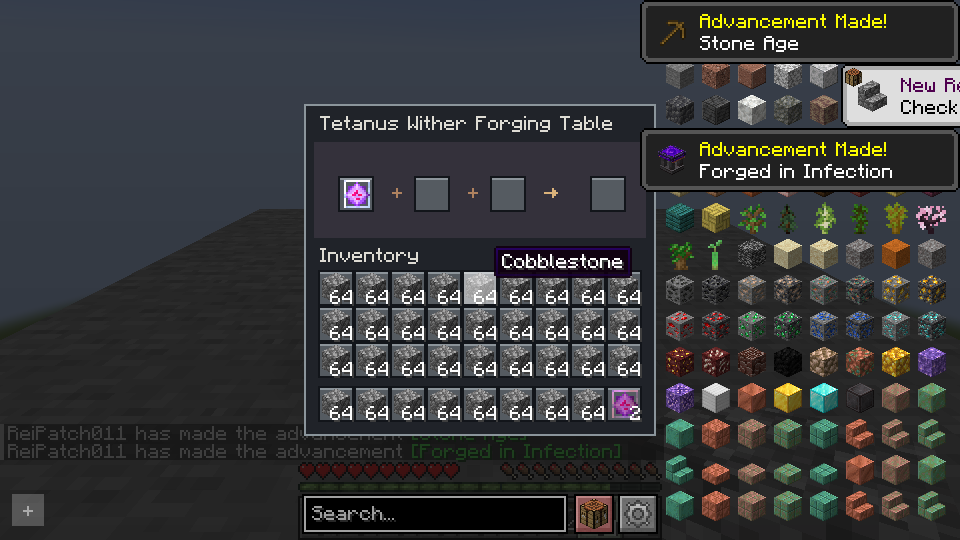 Advancement Made!
Stone Age
New Re
Check
Advancement Made!
Forged in Infection
Tetanus Wither Forging Table
Inventory
Cobblestone
64 64 64 64 64 64 64 64 64
64 64 64 64 64 64 64 64 64
64 64 64 64 64 64 64 64 64
64 64 64 64 64 64 64 64 2
ReiPatch011 has made the advancement [Stone Age]
ReiPatch011 has made the advancement [Forged in Infection]
Search...